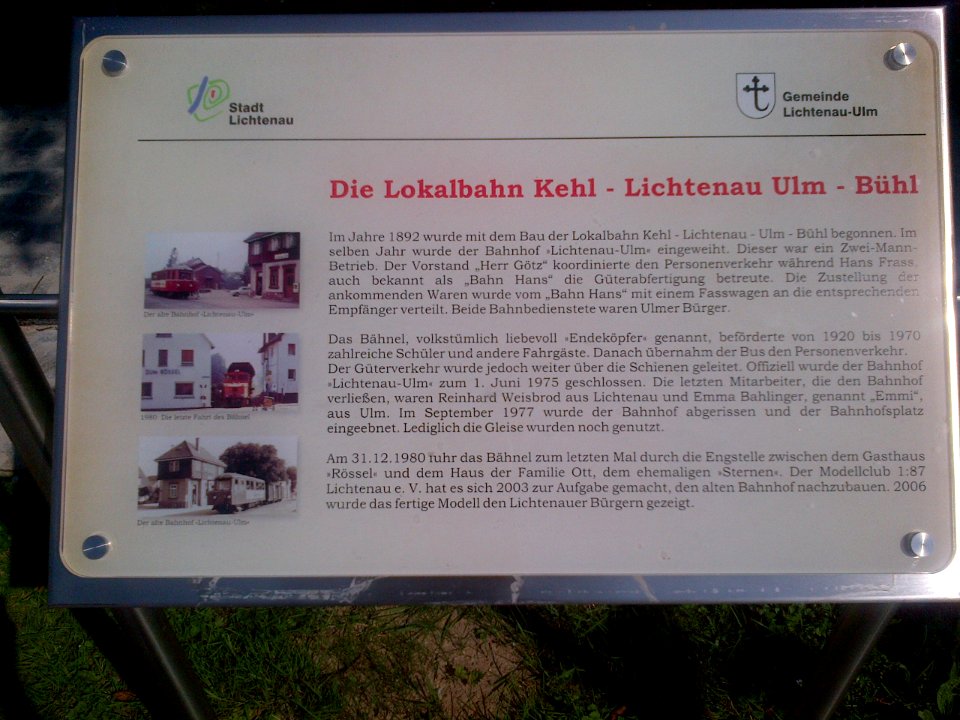 Stadt
Lichtenau
Gemeinde
Lichtenau-Ulm
Die Lokalbahn Kehl - Lichtenau Ulm - Bühl
Im Jahre 1892 wurde mit dem Bau der Lokalbahn Kehl - Lichtenau - Ulm - Bühl begonnen. Im
selben Jahr wurde der Bahnhof »Lichtenau-Ulm« eingeweiht. Dieser war ein Zwei-Mann-
Betrieb. Der Vorstand „Herr Götz“ koordinierte den Personenverkehr während Hans Frass,
auch bekannt als „Bahn Hans“ die Güterabfertigung betreute. Die Zustellung der
ankommenden Waren wurde vom „Bahn Hans“ mit einem Fasswagen an die entsprechenden
Empfänger verteilt. Beide Bahnbedienstete waren Ulmer Bürger.
Das Bähnel, volkstümlich liebevoll »Endeköpfer« genannt, beförderte von 1920 bis 1970
zahlreiche Schüler und andere Fahrgäste. Danach übernahm der Bus den Personenverkehr.
Der Güterverkehr wurde jedoch weiter über die Schienen geleitet. Offiziell wurde der Bahnhof
»Lichtenau-Ulm« zum 1. Juni 1975 geschlossen. Die letzten Mitarbeiter, die den Bahnhof
verließen, waren Reinhard Weisbrod aus Lichtenau und Emma Bahlinger, genannt „Emmi“,
aus Ulm. Im September 1977 wurde der Bahnhof abgerissen und der Bahnhofsplatz
eingeebnet. Lediglich die Gleise wurden noch genutzt.
Am 31.12.1980 fuhr das Bähnel zum letzten Mal durch die Engstelle zwischen dem Gasthaus
»Rössel« und dem Haus der Familie Ott, dem ehemaligen »Sternen«. Der Modellclub 1:87
Lichtenau e. V. hat es sich 2003 zur Aufgabe gemacht, den alten Bahnhof nachzubauen. 2006
wurde das fertige Modell den Lichtenauer Bürgern gezeigt.
Der alte Bahnhof »Lichtenau-Ulm«
ZUM RÖSSEL
1980 Die letzte Fahrt des Bähnel
Der alte Bahnhof »Lichtenau-Ulm«